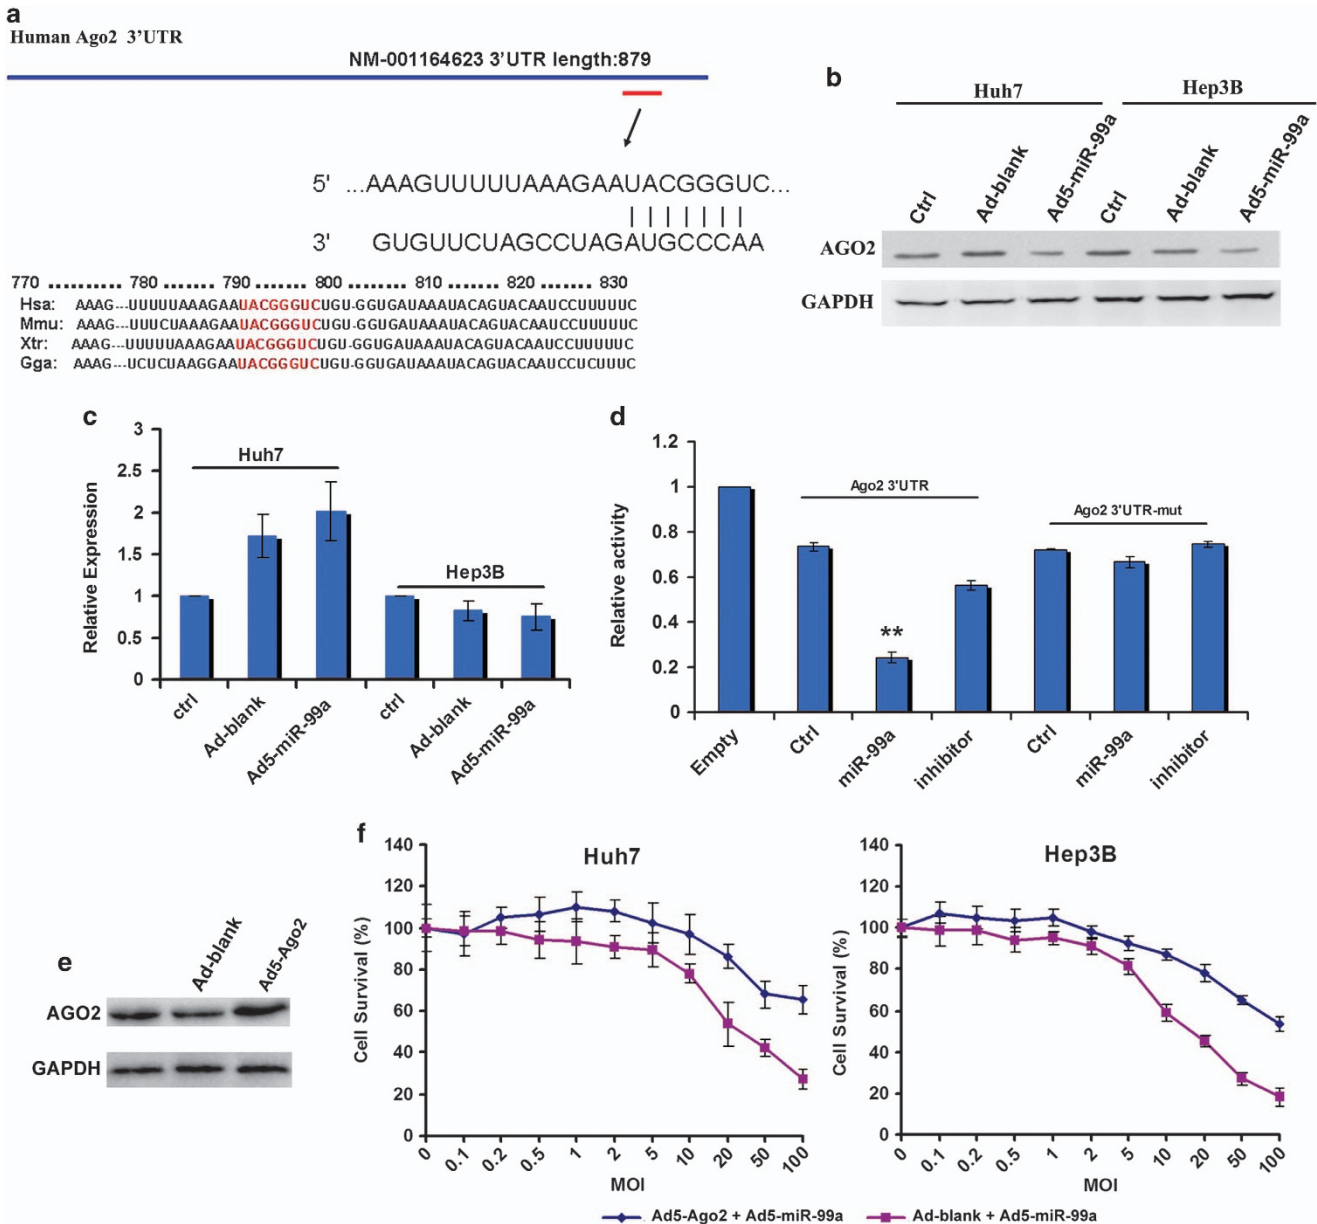 a
Human Ago2 3'UTR
NM-001164623 3'UTR length:879
5' ...AAAGUUUUUAAAGAAUACGGGUC...
3' GUGUUCUAGCCUAGAUGCCCAA
770 .......... 780 .......... 790 .......... 800 .......... 810 .......... 820 .......... 830
Hsa: AAAG---UUUUUAAAGAAUACGGGUCUGU-GGUGAUAAAUACAGUACAAUCCUUUUUC
Mmu: AAAG---UUUCUAAAGAAUACGGGUCUGU-GGUGAUAAAUACAGUACAAUCCUUUUUC
Xtr: AAAG---UUUUUAAAGAAUACGGGUCUGU-GGUGAUAAAUACAGUACAAUCCUUUUUC
Gga: AAAG---UCUCUAAGGAAUACGGGUCUGU-GGUGAUAAAUACAGUACAAUCCUCUUUC
b
Huh7 Hep3B
Ctrl Ad-blank Ad5-miR-99a Ctrl Ad-blank Ad5-miR-99a
AGO2
GAPDH
c
Relative Expression
3
2.5
2
1.5
1
0.5
0
Huh7
Hep3B
ctrl Ad-blank Ad5-miR-99a ctrl Ad-blank Ad5-miR-99a
d
Relative activity
1.2
1
0.8
0.6
0.4
0.2
0
Ago2 3'UTR
Ago2 3'UTR-mut
**
Empty Ctrl miR-99a inhibitor Ctrl miR-99a inhibitor
e
Ad-blank Ad5-Ago2
AGO2
GAPDH
f
Huh7
Cell Survival (%)
140
120
100
80
60
40
20
0
0 0.1 0.2 0.5 1 2 5 10 20 50 100
MOI
Hep3B
Cell Survival (%)
140
120
100
80
60
40
20
0
0 0.1 0.2 0.5 1 2 5 10 20 50 100
MOI
Ad5-Ago2 + Ad5-miR-99a Ad-blank + Ad5-miR-99a